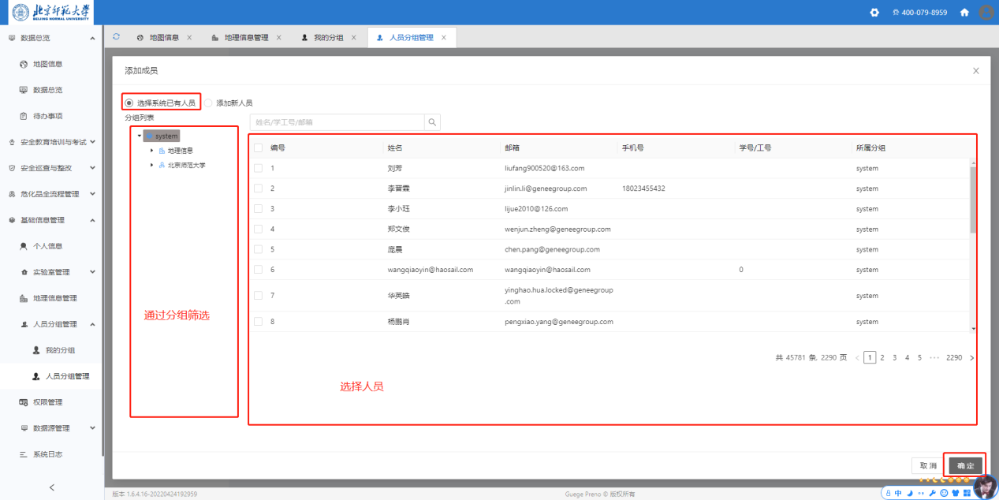 北京师范大学
BEIJING NORMAL UNIVERSITY
400-079-8959
数据总览
地图信息
数据总览
待办事项
安全教育培训与考试
安全巡查与整改
危化品全流程管理
基础信息管理
个人信息
实验室管理
地理信息管理
人员分组管理
我的分组
人员分组管理
权限管理
数据源管理
系统日志
地图信息 ×
地理信息管理 ×
我的分组 ×
人员分组管理 ×
添加成员
选择系统已有人员 添加新人员
分组列表
system
地理信息
北京师范大学
通过分组筛选
姓名/学工号/邮箱
编号 姓名 邮箱 手机号 学号/工号 所属分组
1 刘芳 liufang900520@163.com system
2 李晋霖 jinlin.li@geneegroup.com 18023455432 system
3 李小珏 lijue2010@126.com system
4 郑文俊 wenjun.zheng@geneegroup.com system
5 庞晨 chen.pang@geneegroup.com system
6 wangqiaoyin@haosail.com wangqiaoyin@haosail.com 0 system
7 华英皓 yinghao.hua.locked@geneegroup
.com system
8 杨鹏肖 pengxiao.yang@geneegroup.com system
共 45781 条, 2290 页 < 1 2 3 4 5 ··· 2290 >
选择人员
取消 确定
版本 1.6.4.16-20220424192959
Guege Preno © 版权所有
中